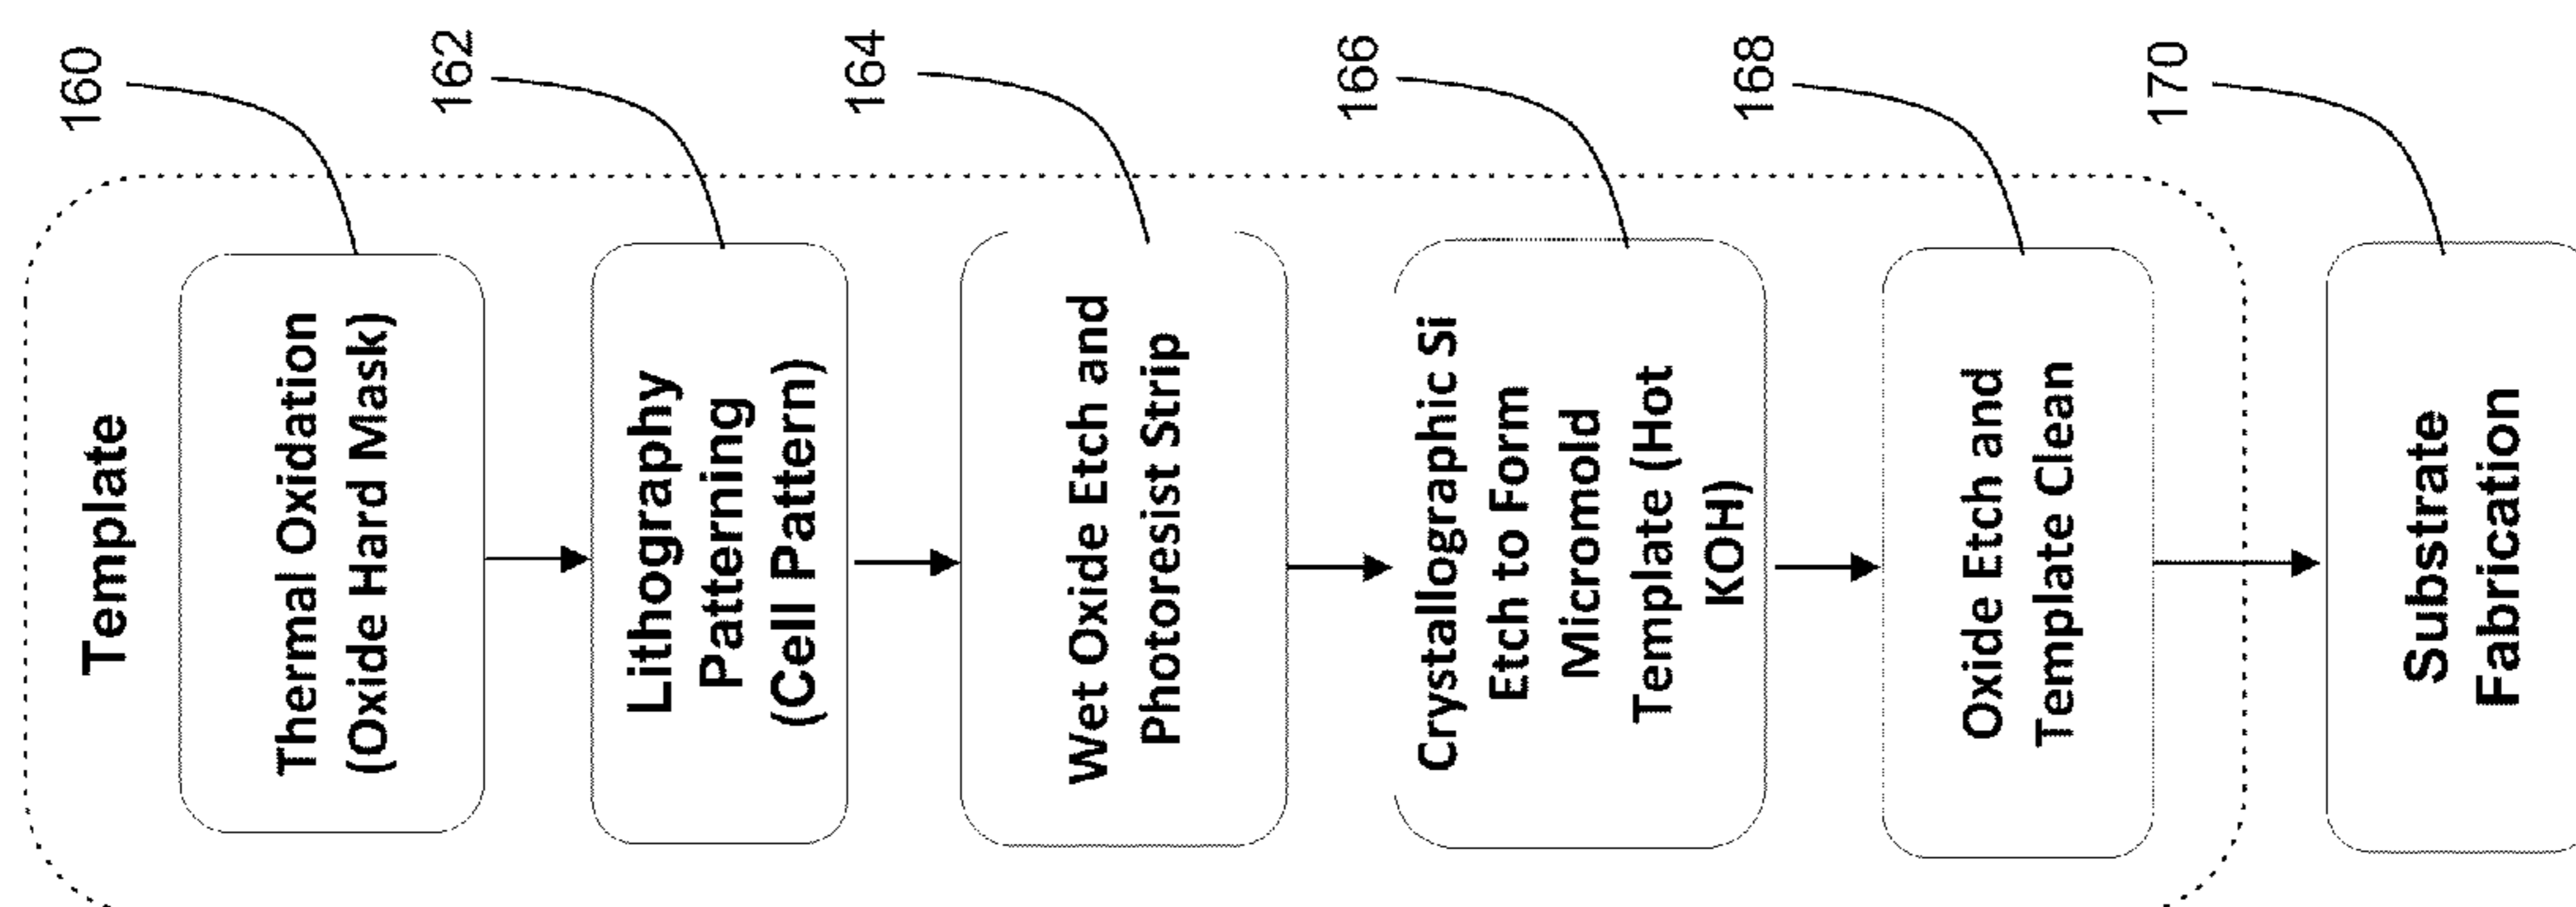 Template
160
Thermal Oxidation
(Oxide Hard Mask)
162
Lithography
Patterning
(Cell Pattern)
164
Wet Oxide Etch and
Photoresist Strip
166
Crystallographic Si
Etch to Form
Micromold
Template (Hot
KOH)
168
Oxide Etch and
Template Clean
170
Substrate
Fabrication